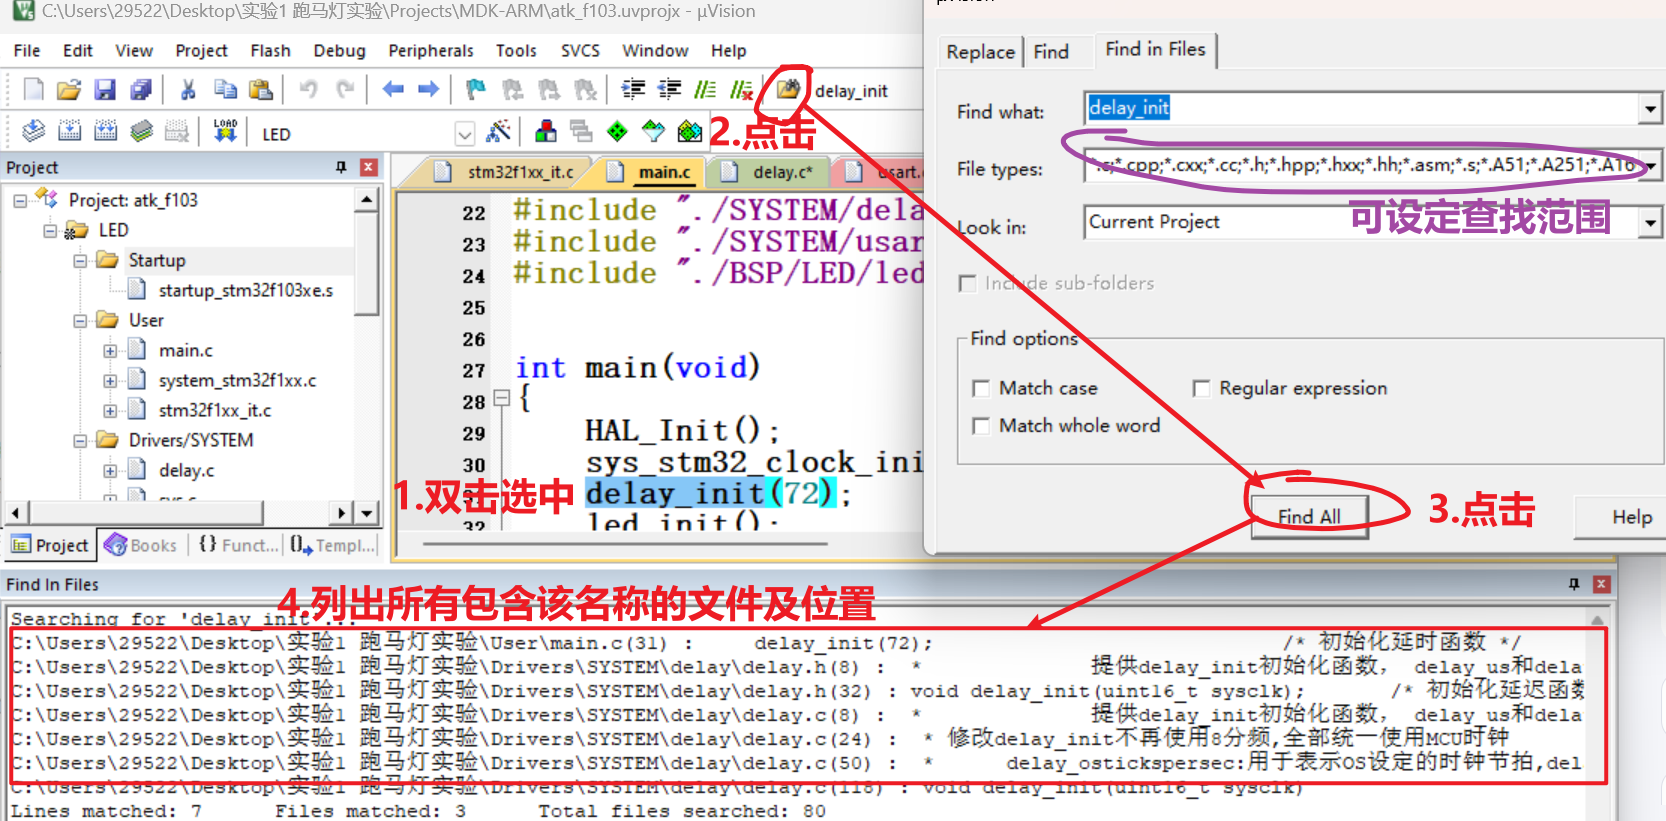 C:\Users\29522\Desktop\实验1 跑马灯实验\Projects\MDK-ARM\atk_f103.uvprojx - µVision
File Edit View Project Flash Debug Peripherals Tools SVCS Window Help
delay_init
LED
2.点击
Project
Project: atk_f103
LED
Startup
startup_stm32f103xe.s
User
main.c
system_stm32f1xx.c
stm32f1xx_it.c
Drivers/SYSTEM
delay.c
Project Books Funct... Templ...
stm32f1xx_it.c main.c delay.c* usart.
22 #include "./SYSTEM/dela
23 #include "./SYSTEM/usar
24 #include "./BSP/LED/led
25
26
27 int main(void)
28 {
29 HAL_Init();
30 sys_stm32_clock_ini
delay_init(72);
32 led_init();
1.双击选中
Replace Find Find in Files
Find what: delay_init
File types: *.c;*.cpp;*.cxx;*.cc;*.h;*.hpp;*.hxx;*.hh;*.asm;*.s;*.A51;*.A251;*.A16
Look in: Current Project
可设定查找范围
Include sub-folders
Find options
Match case Regular expression
Match whole word
Find All Help
3.点击
Find In Files
4.列出所有包含该名称的文件及位置
Searching for 'delay_init'...
C:\Users\29522\Desktop\实验1 跑马灯实验\User\main.c(31) : delay_init(72); /* 初始化延时函数 */
C:\Users\29522\Desktop\实验1 跑马灯实验\Drivers\SYSTEM\delay\delay.h(8) : * 提供delay_init初始化函数, delay_us和dela
C:\Users\29522\Desktop\实验1 跑马灯实验\Drivers\SYSTEM\delay\delay.h(32) : void delay_init(uint16_t sysclk); /* 初始化延迟函数
C:\Users\29522\Desktop\实验1 跑马灯实验\Drivers\SYSTEM\delay\delay.c(8) : * 提供delay_init初始化函数, delay_us和dela
C:\Users\29522\Desktop\实验1 跑马灯实验\Drivers\SYSTEM\delay\delay.c(24) : * 修改delay_init不再使用8分频,全部统一使用MCU时钟
C:\Users\29522\Desktop\实验1 跑马灯实验\Drivers\SYSTEM\delay\delay.c(50) : * delay_ostickspersec:用于表示OS设定的时钟节拍,del
C:\Users\29522\Desktop\实验1 跑马灯实验\Drivers\SYSTEM\delay\delay.c(118) : void delay_init(uint16_t sysclk)
Lines matched: 7 Files matched: 3 Total files searched: 80